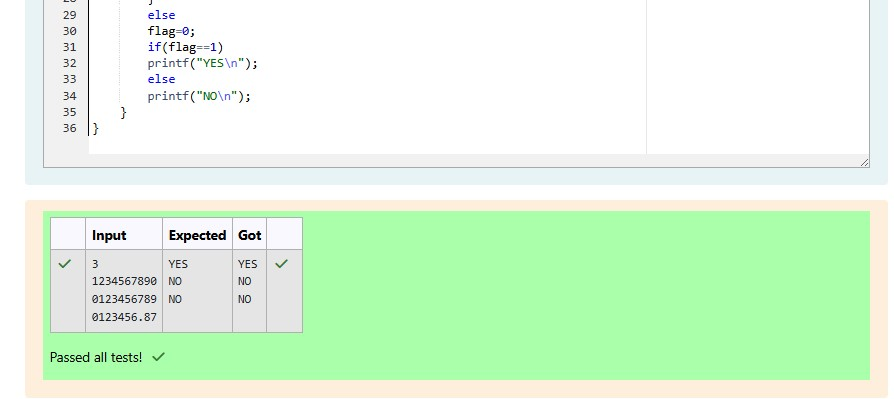 28 }
29 else
30 flag=0;
31 if(flag==1)
32 printf("YES\n");
33 else
34 printf("NO\n");
35 }
36 }
Input Expected Got
3 YES YES
1234567890 NO NO
0123456789 NO NO
0123456.87
Passed all tests!